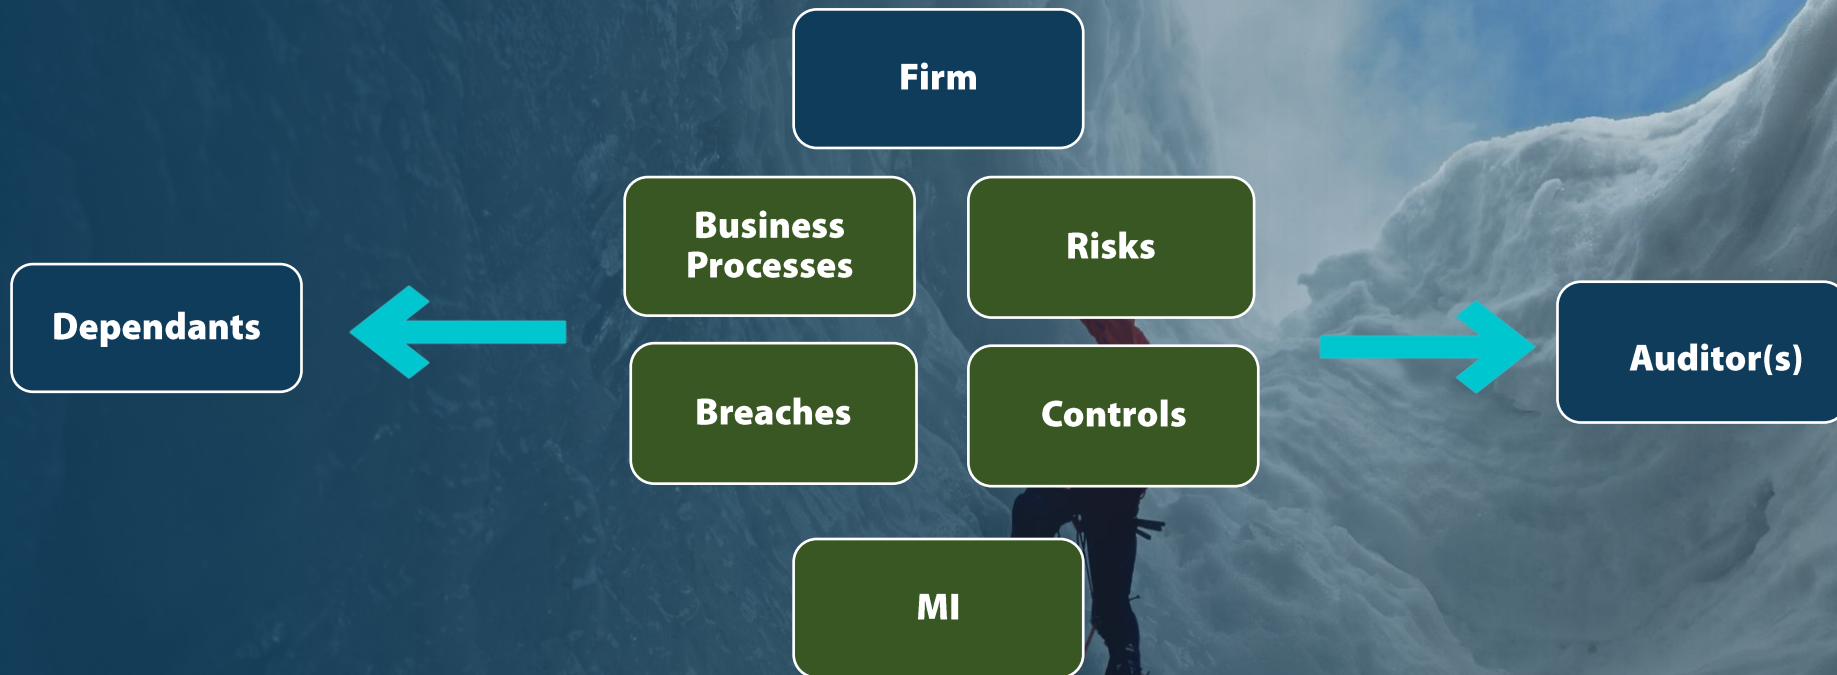 Firm
Business
Processes
Risks
Dependants
Auditor(s)
Breaches
Controls
MI